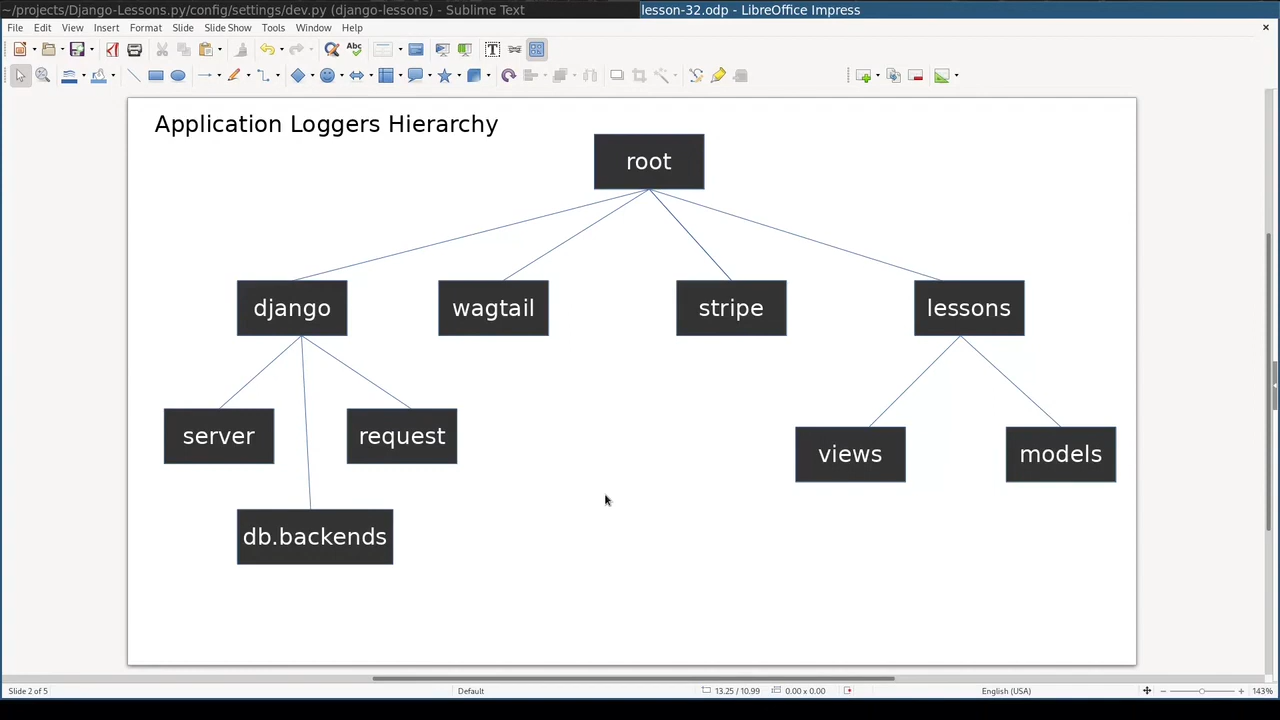 ~/projects/Django-Lessons.py/config/settings/dev.py (django-lessons) - Sublime Text
lesson-32.odp - LibreOffice Impress
File Edit View Insert Format Slide Slide Show Tools Window Help
Application Loggers Hierarchy
root
django wagtail stripe lessons
server request
views models
db.backends
Slide 2 of 5 Default 13.25 / 10.99 0.00 x 0.00 English (USA) 143%